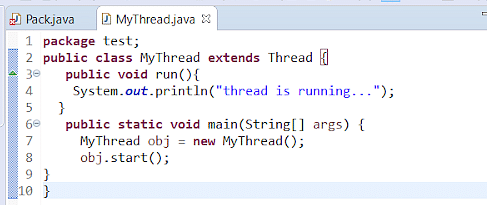 Pack.java MyThread.java
1 package test;
2 public class MyThread extends Thread {
3 public void run(){
4 System.out.println("thread is running...");
5 }
6 public static void main(String[] args) {
7 MyThread obj = new MyThread();
8 obj.start();
9 }
10 }